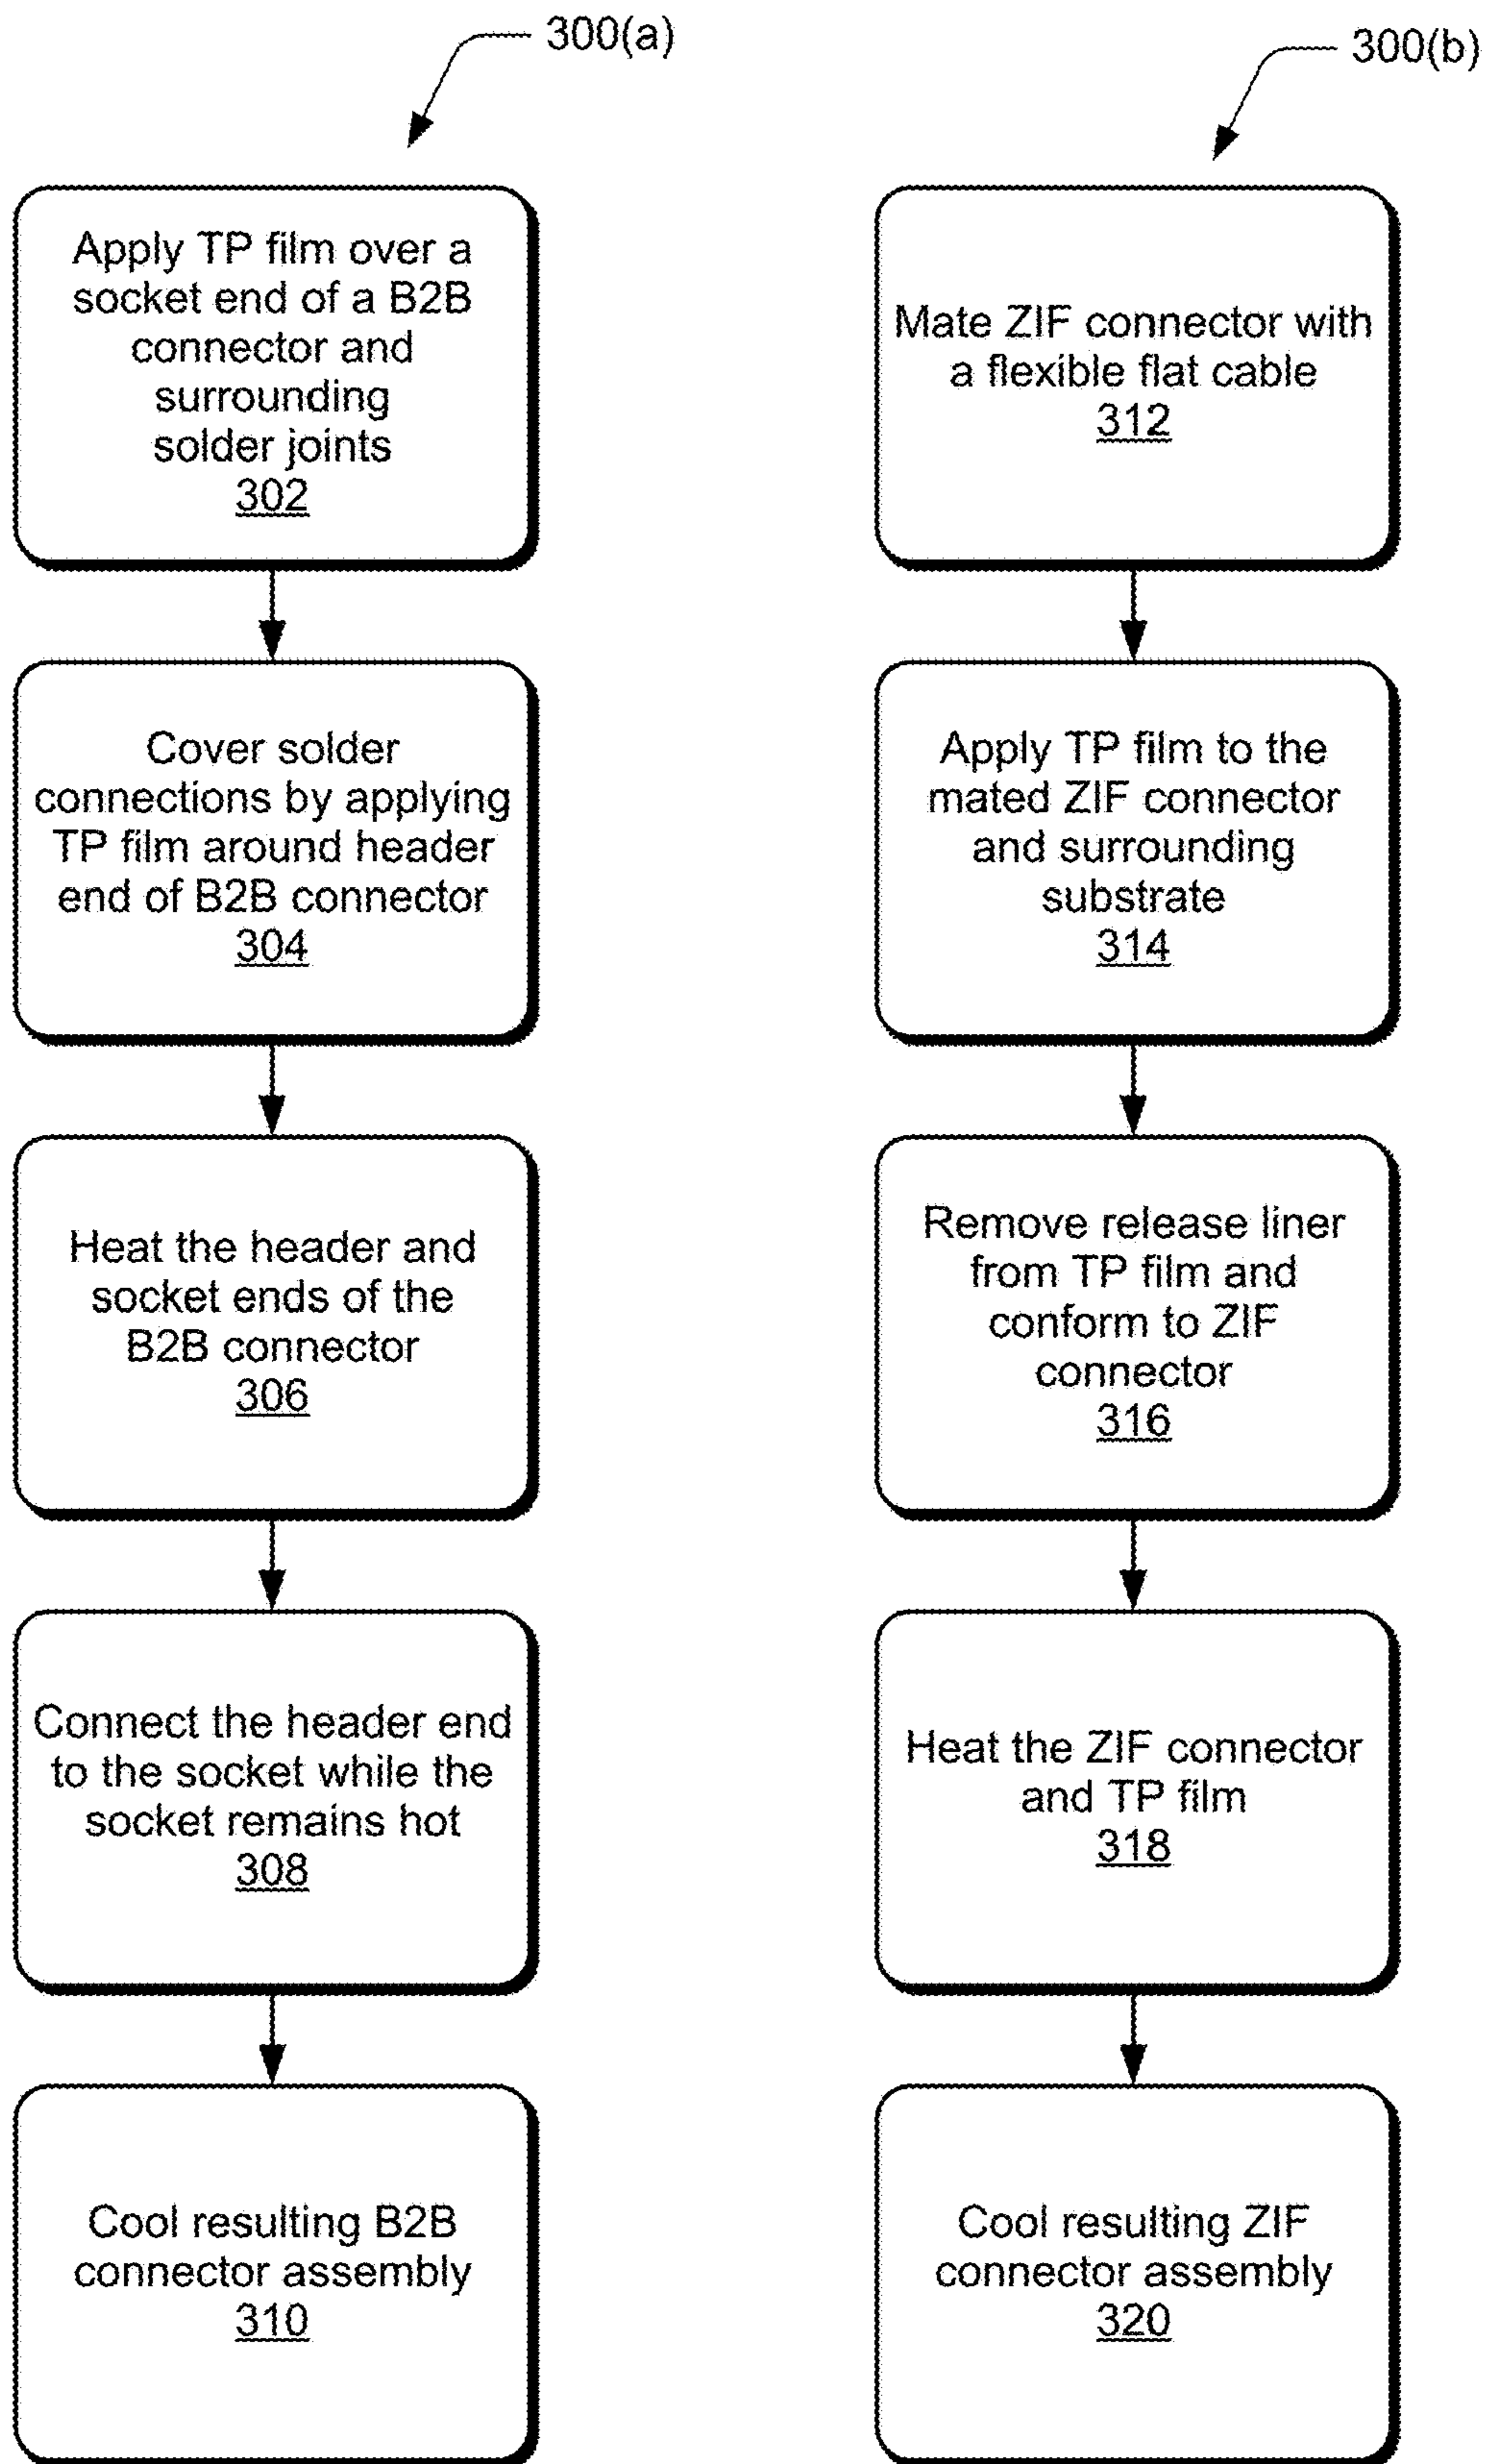 300(a)
Apply TP film over a
socket end of a B2B
connector and
surrounding
solder joints
302
Cover solder
connections by applying
TP film around header
end of B2B connector
304
Heat the header and
socket ends of the
B2B connector
306
Connect the header end
to the socket while the
socket remains hot
308
Cool resulting B2B
connector assembly
310
300(b)
Mate ZIF connector with
a flexible flat cable
312
Apply TP film to the
mated ZIF connector
and surrounding
substrate
314
Remove release liner
from TP film and
conform to ZIF
connector
316
Heat the ZIF connector
and TP film
318
Cool resulting ZIF
connector assembly
320